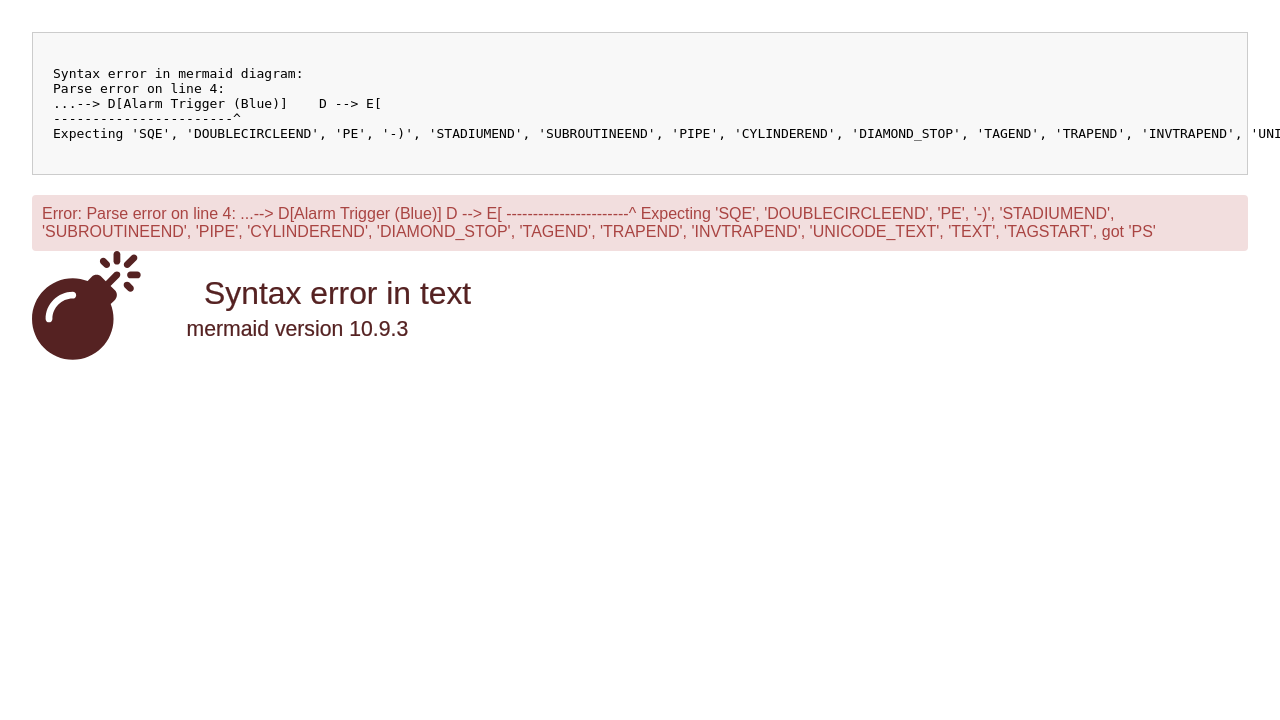 Syntax error in mermaid diagram:
Parse error on line 4:
...--> D[Alarm Trigger (Blue)]    D --> E[
-----------------------^
Expecting 'SQE', 'DOUBLECIRCLEEND', 'PE', '-)', 'STADIUMEND', 'SUBROUTINEEND', 'PIPE', 'CYLINDEREND', 'DIAMOND_STOP', 'TAGEND', 'TRAPEND', 'INVTRAPEND', 'UNI
Error: Parse error on line 4: ...--> D[Alarm Trigger (Blue)] D --> E[ -----------------------^ Expecting 'SQE', 'DOUBLECIRCLEEND', 'PE', '-)', 'STADIUMEND',
'SUBROUTINEEND', 'PIPE', 'CYLINDEREND', 'DIAMOND_STOP', 'TAGEND', 'TRAPEND', 'INVTRAPEND', 'UNICODE_TEXT', 'TEXT', 'TAGSTART', got 'PS'
Syntax error in text
mermaid version 10.9.3